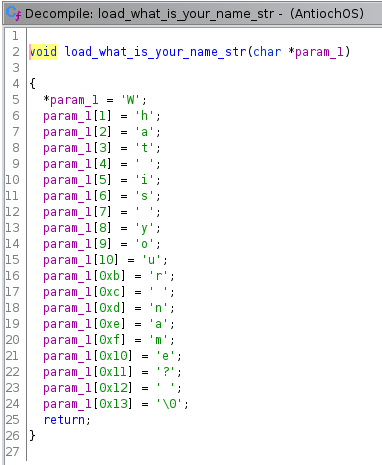 Decompile: load_what_is_your_name_str - (AntiochOS)
1
2 void load_what_is_your_name_str(char *param_1)
3
4 {
5 *param_1 = 'W';
6 param_1[1] = 'h';
7 param_1[2] = 'a';
8 param_1[3] = 't';
9 param_1[4] = ' ';
10 param_1[5] = 'i';
11 param_1[6] = 's';
12 param_1[7] = ' ';
13 param_1[8] = 'y';
14 param_1[9] = 'o';
15 param_1[10] = 'u';
16 param_1[0xb] = 'r';
17 param_1[0xc] = ' ';
18 param_1[0xd] = 'n';
19 param_1[0xe] = 'a';
20 param_1[0xf] = 'm';
21 param_1[0x10] = 'e';
22 param_1[0x11] = '?';
23 param_1[0x12] = ' ';
24 param_1[0x13] = '\0';
25 return;
26 }
27